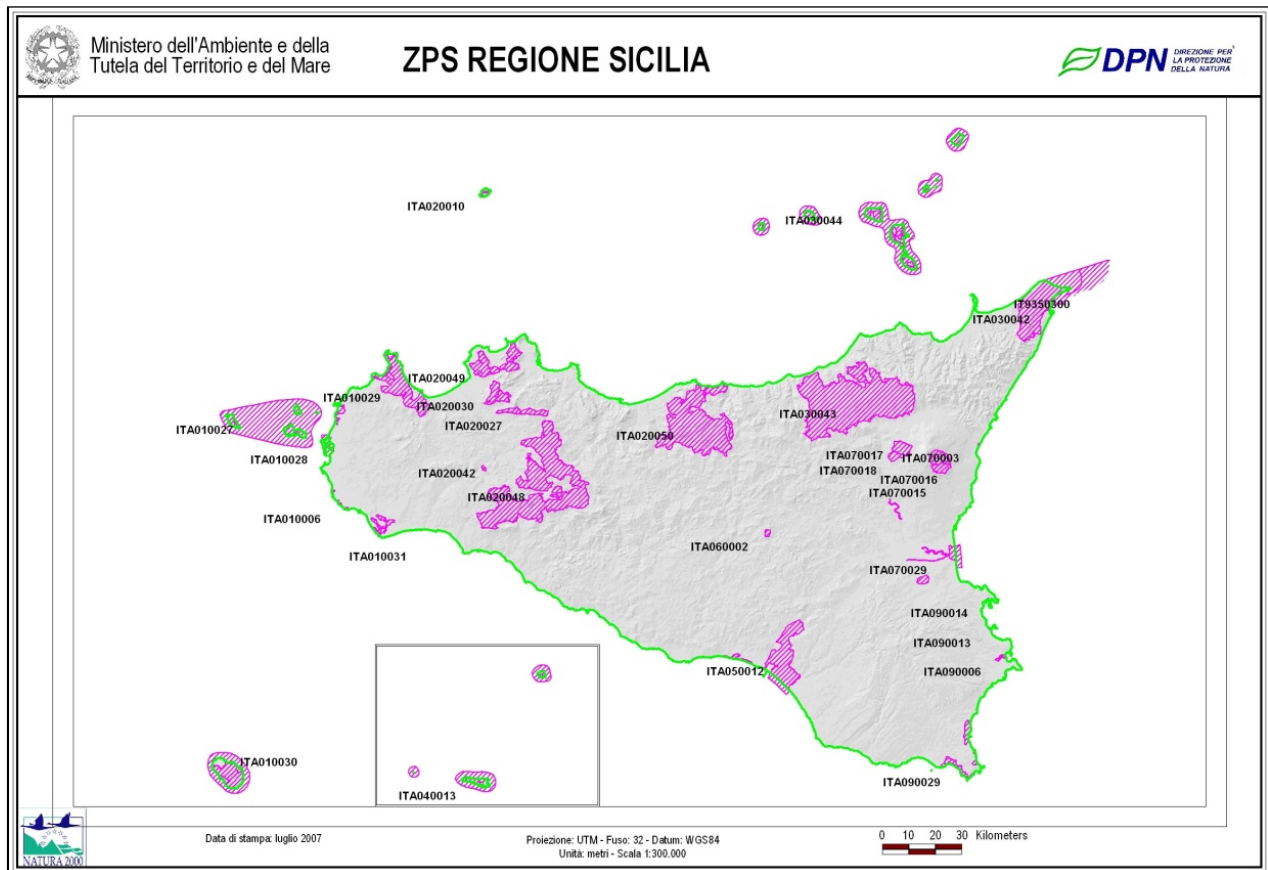 Ministero dell'Ambiente e della
Tutela del Territorio e del Mare
ZPS REGIONE SICILIA
DPN
DIREZIONE PER
LA PROTEZIONE
DELLA NATURA
ITA020010
ITA030044
IT9350300
ITA030042
ITA020049
ITA010029
ITA020030
ITA030043
ITA010027
ITA020027
ITA020050
ITA010028
ITA070017
ITA070003
ITA020042
ITA070018
ITA070016
ITA020048
ITA070015
ITA010006
ITA060002
ITA010031
ITA070029
ITA090014
ITA090013
ITA050012
ITA090006
ITA010030
ITA040013
ITA090029
NATURA 2000
Data di stampa: luglio 2007
Proiezione: UTM - Fuso: 32 - Datum: WGS84
Unità: metri - Scala 1:300.000
0 10 20 30 Kilometers